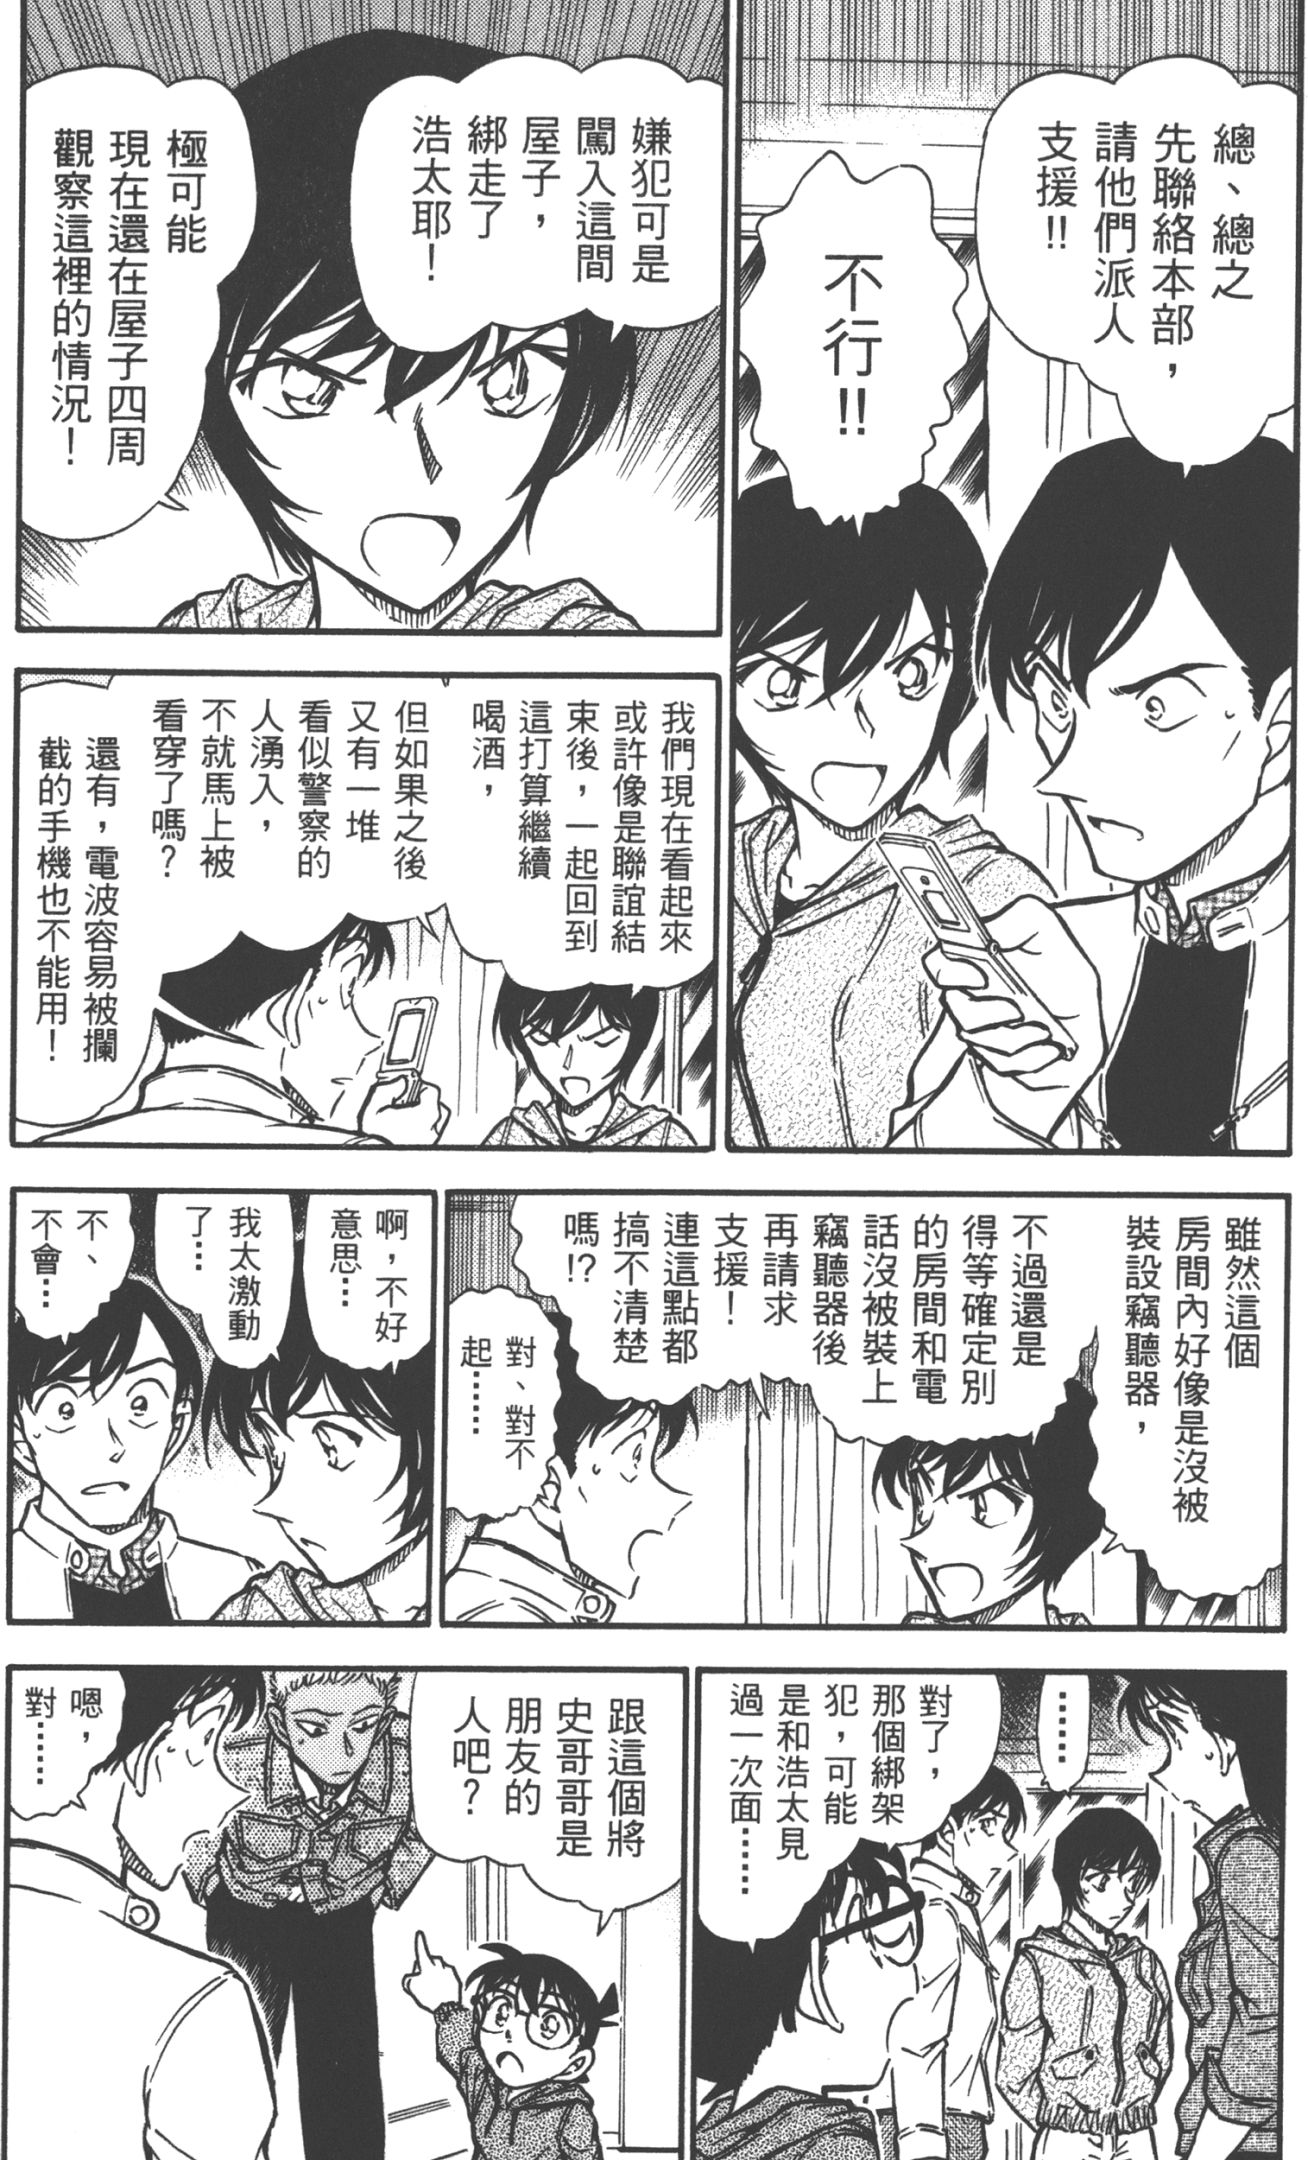 總、總之
先聯絡本部，
請他們派人
支援!!
不行!!
嫌犯可是
闖入這間
屋子，
綁走了
浩太耶！
極可能
現在還在屋子四周
觀察這裡的情況！
我們現在看起來
或許像是聯誼結
束後，一起回到
這打算繼續
喝酒，
但如果之後
又有一堆
看似警察的
人湧入，
不就馬上被
看穿了嗎？
還有，電波容易被攔
截的手機也不能用！
雖然這個
房間內好像是沒被
裝設竊聽器，
不過還是
得等確定別
的房間和電
話沒被裝上
竊聽器後
再請求
支援！
連這點都
搞不清楚
嗎!?
對、對不
起……
啊，不好
意思…
我太激動
了…
不、
不會…
……
對了，
那個綁架
犯，可能
是和浩太見
過一次面……
跟這個將
史哥哥是
朋友的
人吧？
嗯，
對……